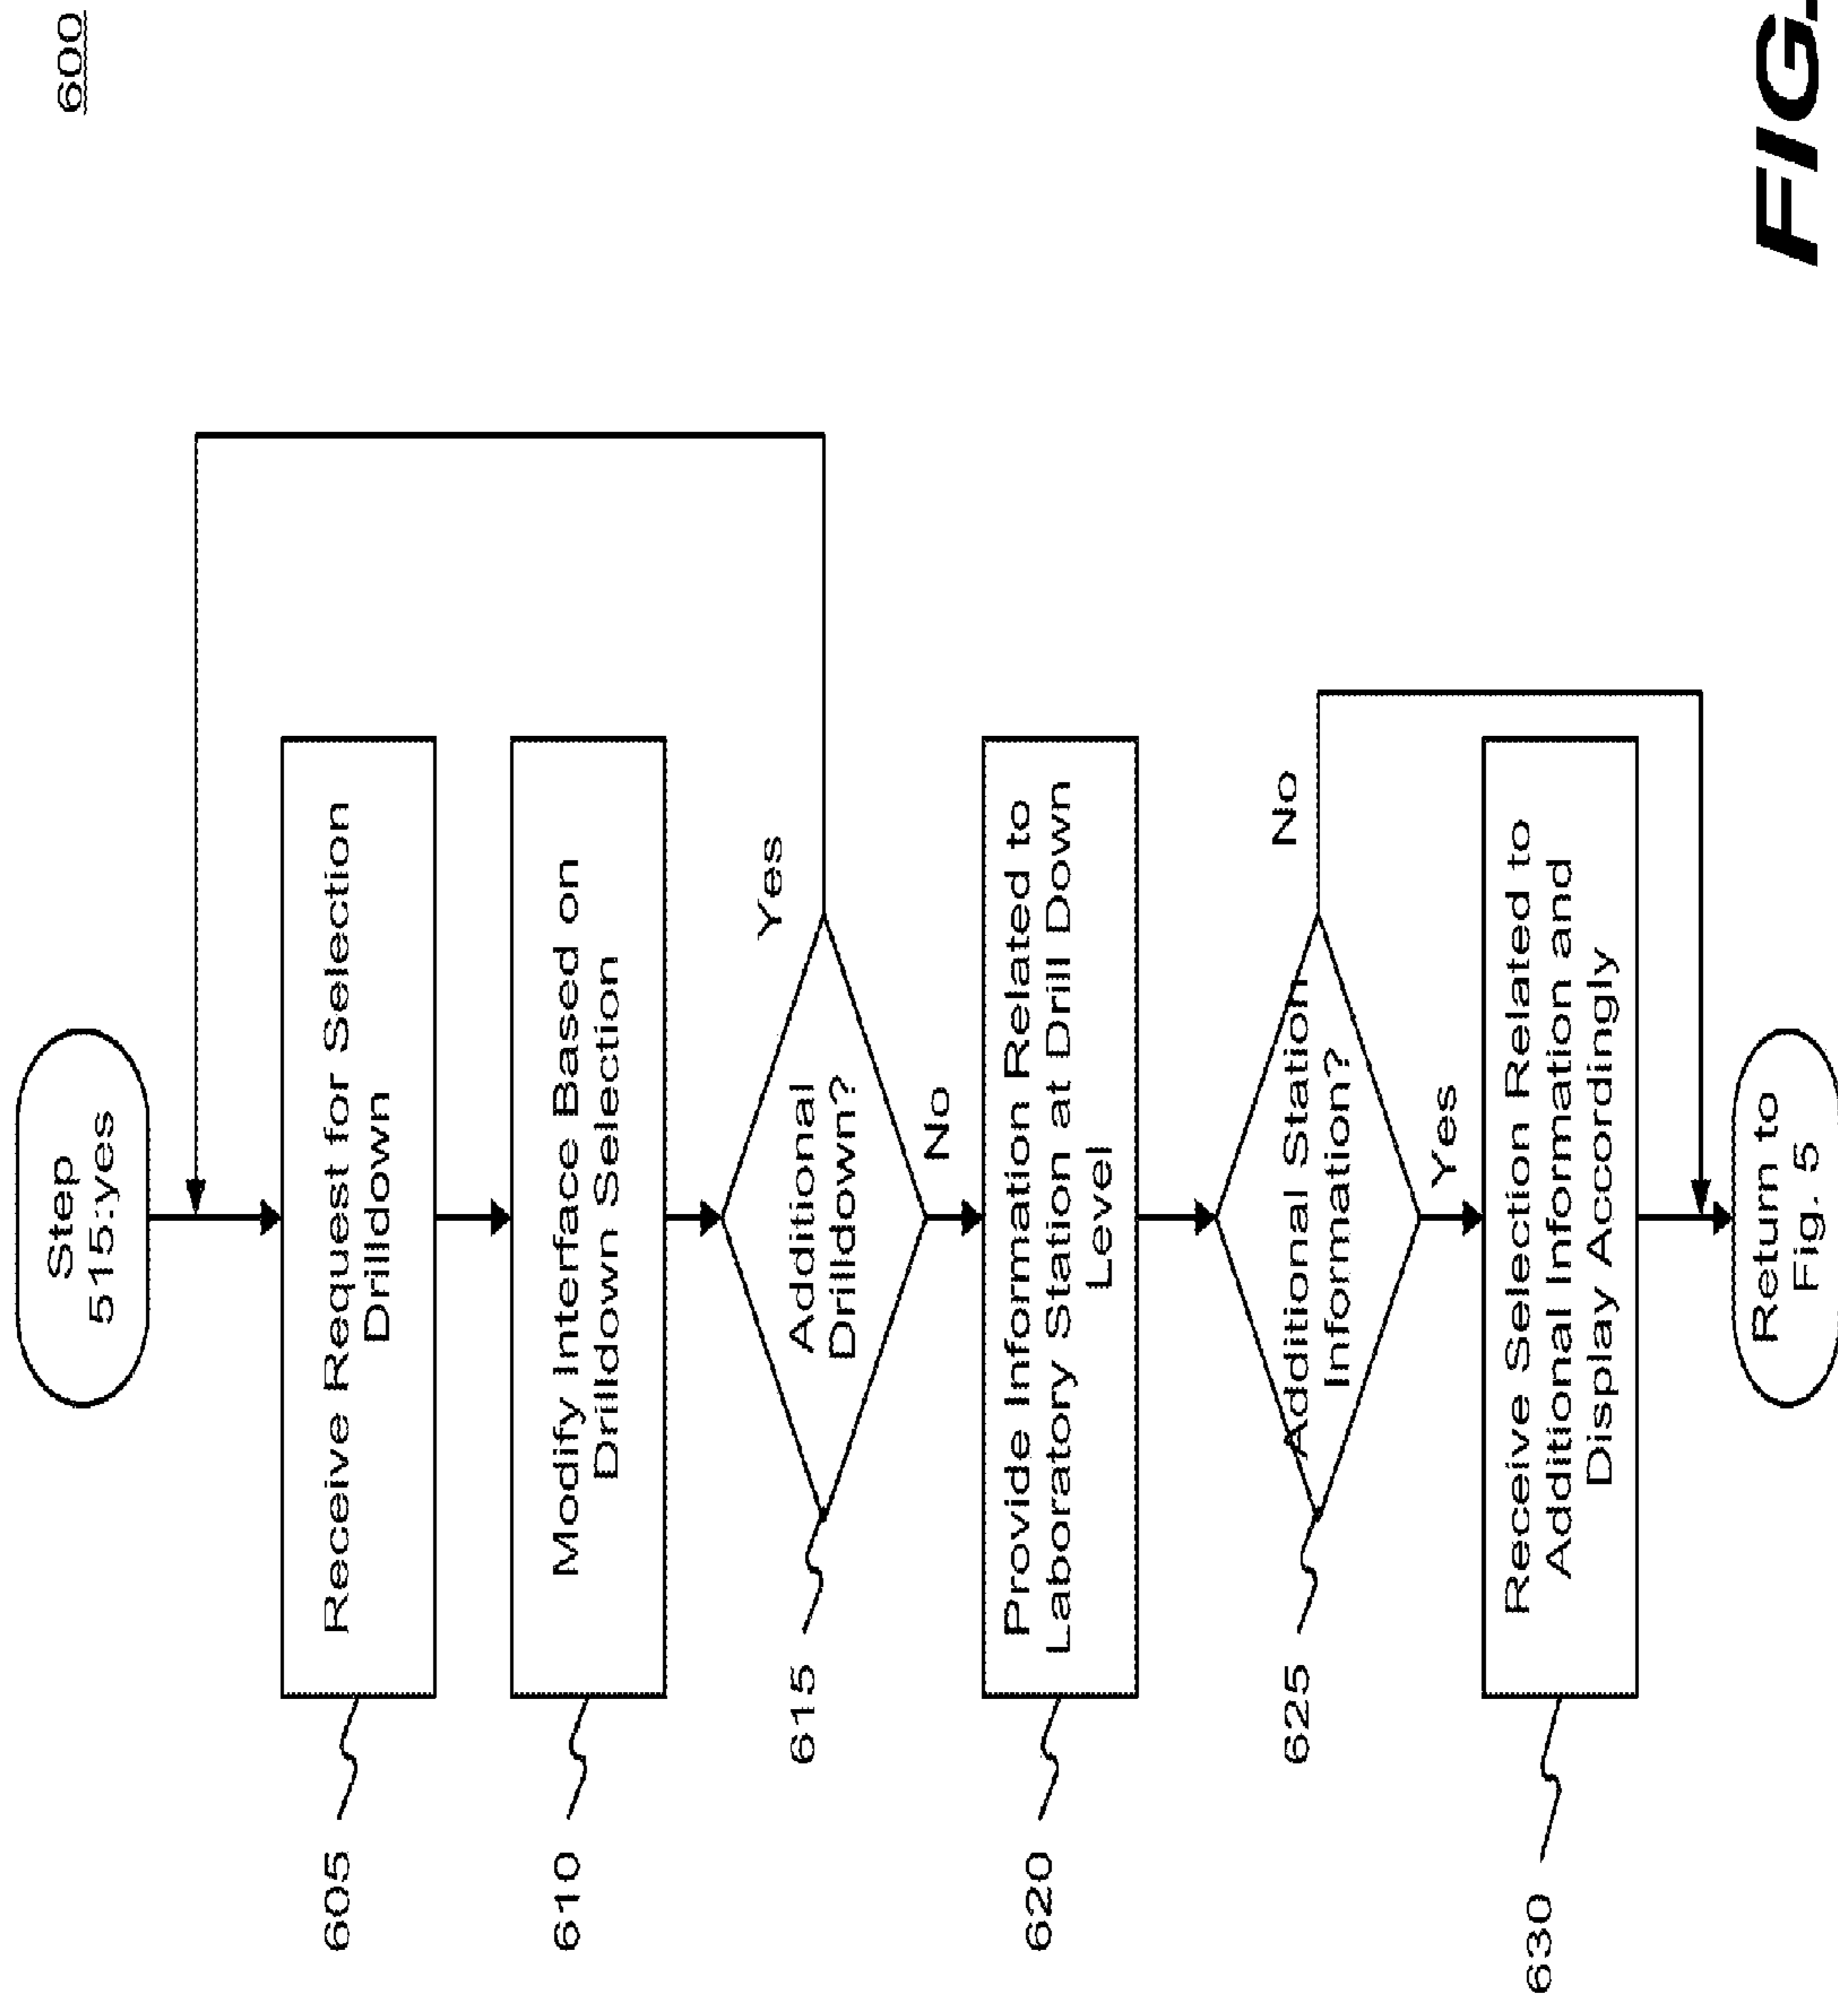 600
Step
515:yes
605
Receive Request for Selection
Drilldown
610
Modify Interface Based on
Drilldown Selection
615
Additional
Drilldown?
Yes
No
620
Provide Information Related to
Laboratory Station at Drill Down
Level
625
Additional Station
Information?
No
Yes
630
Receive Selection Related to
Additional Information and
Display Accordingly
Return to
Fig. 5
FIG.